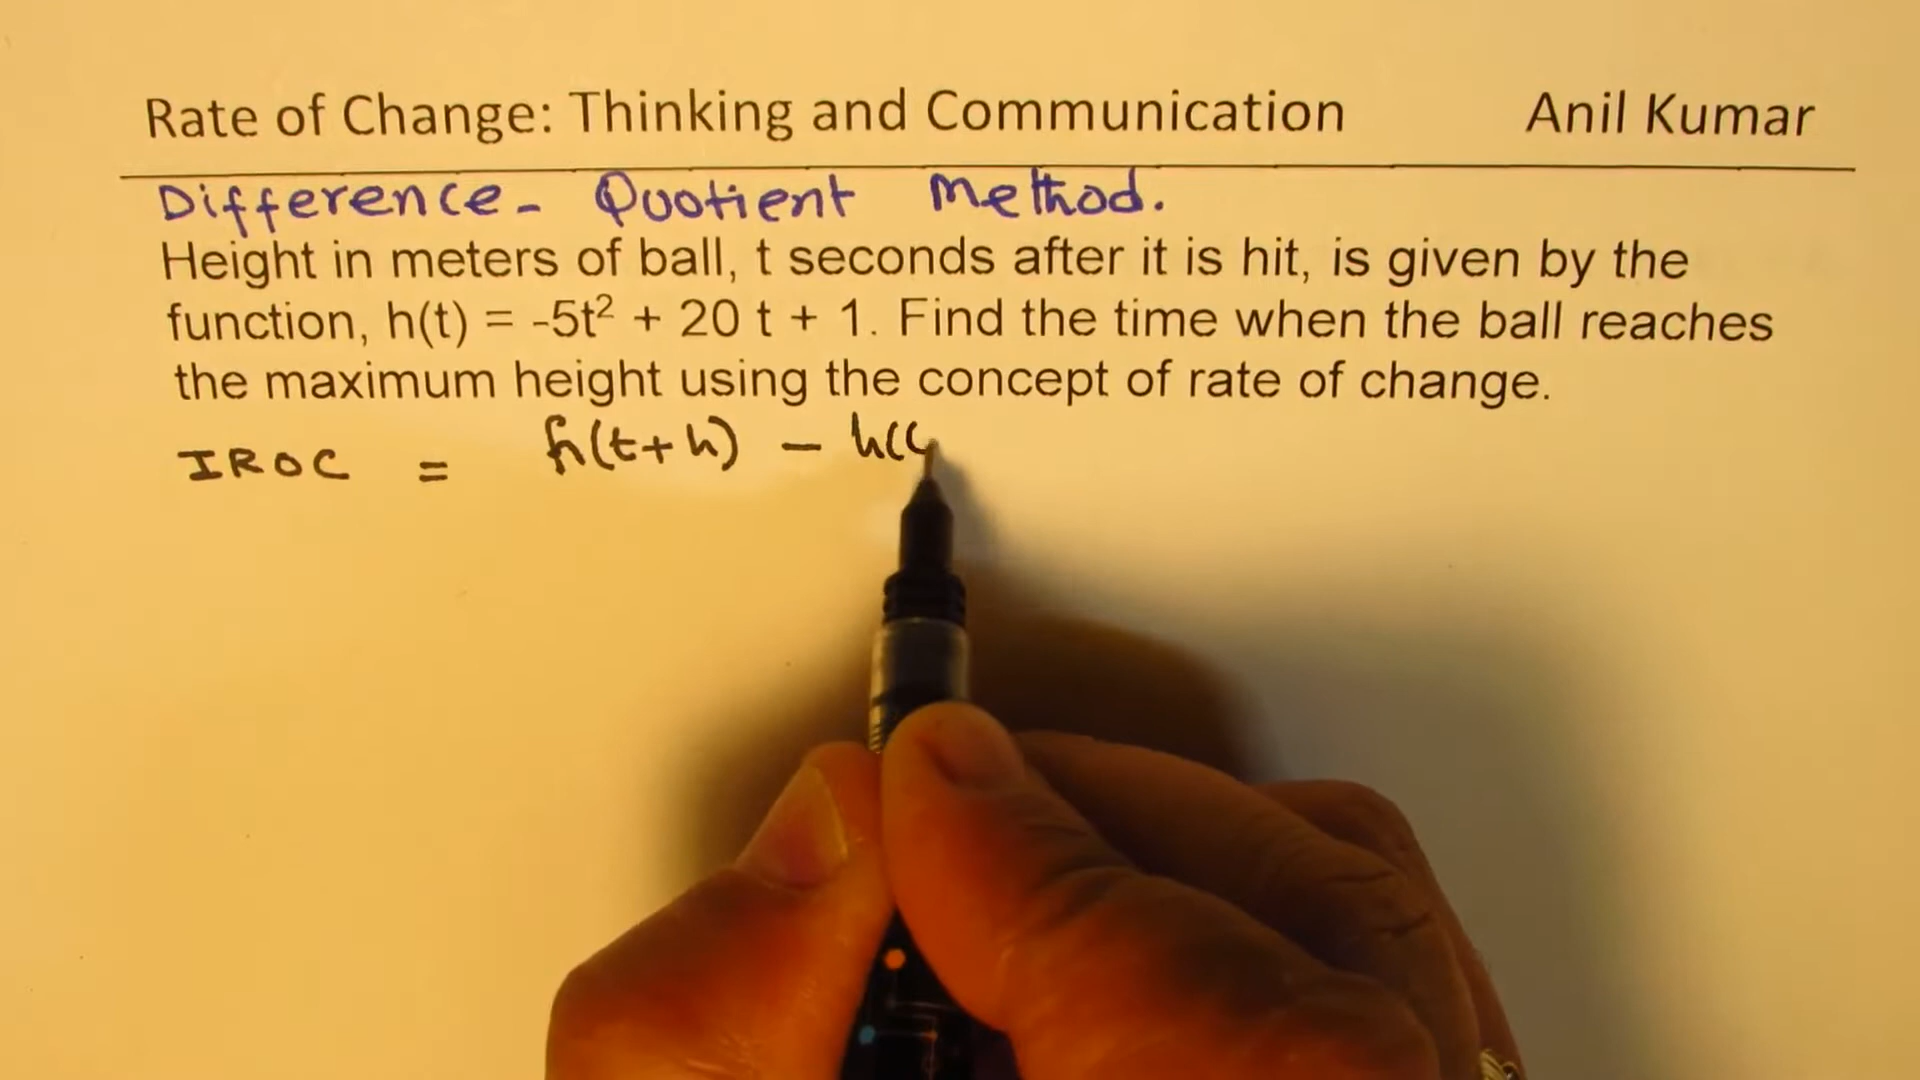 Rate of Change: Thinking and Communication Anil Kumar
Difference - Quotient Method.
Height in meters of ball, t seconds after it is hit, is given by the
function, h(t) = -5t² + 20 t + 1. Find the time when the ball reaches
the maximum height using the concept of rate of change.
IROC = h(t+h) - h(